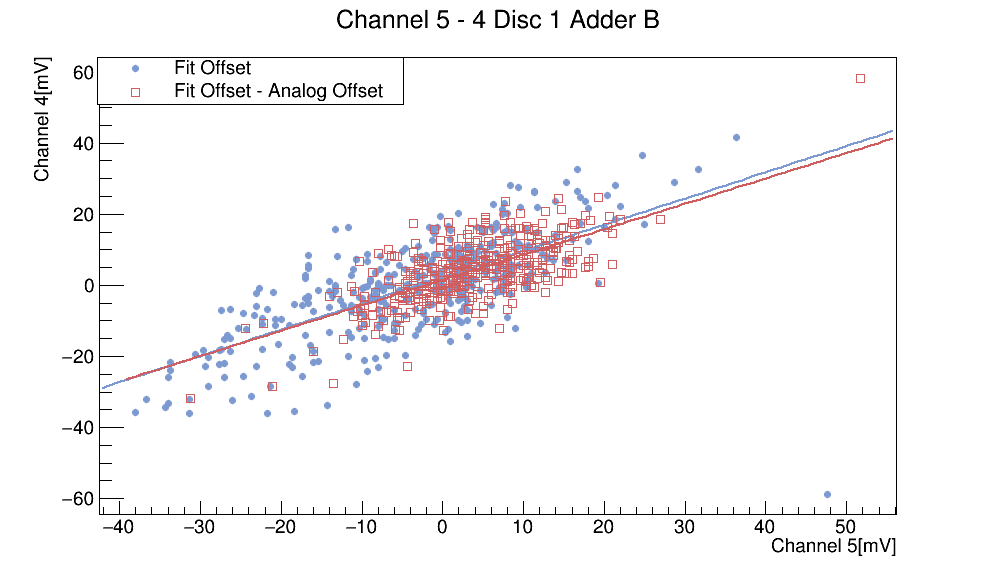 Channel 5 - 4 Disc 1 Adder B
Channel 4[mV]
Fit Offset
Fit Offset - Analog Offset
60
40
20
0
−20
−40
−60
−40 −30 −20 −10 0 10 20 30 40 50
Channel 5[mV]